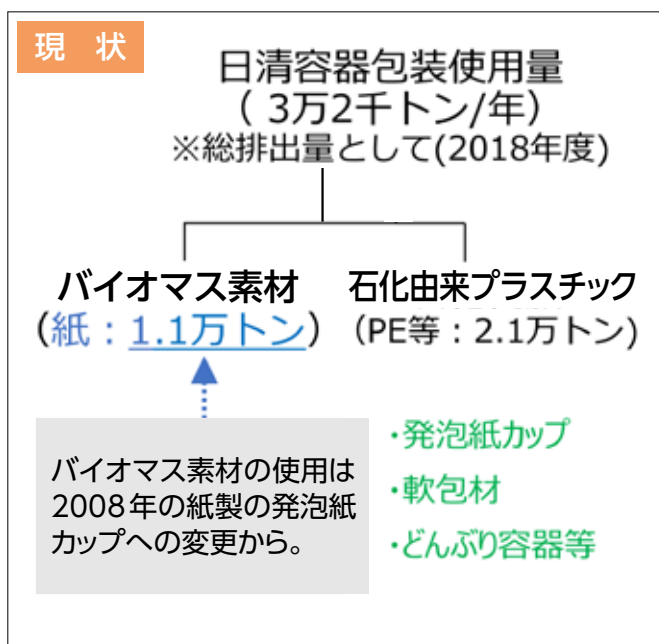 現 状
日清容器包装使用量
( 3万2千トン/年)
※総排出量として(2018年度)
バイオマス素材
(紙：1.1万トン)
石化由来プラスチック
(PE等：2.1万トン)
バイオマス素材の使用は
2008年の紙製の発泡紙
カップへの変更から。
・発泡紙カップ
・軟包材
・どんぶり容器等